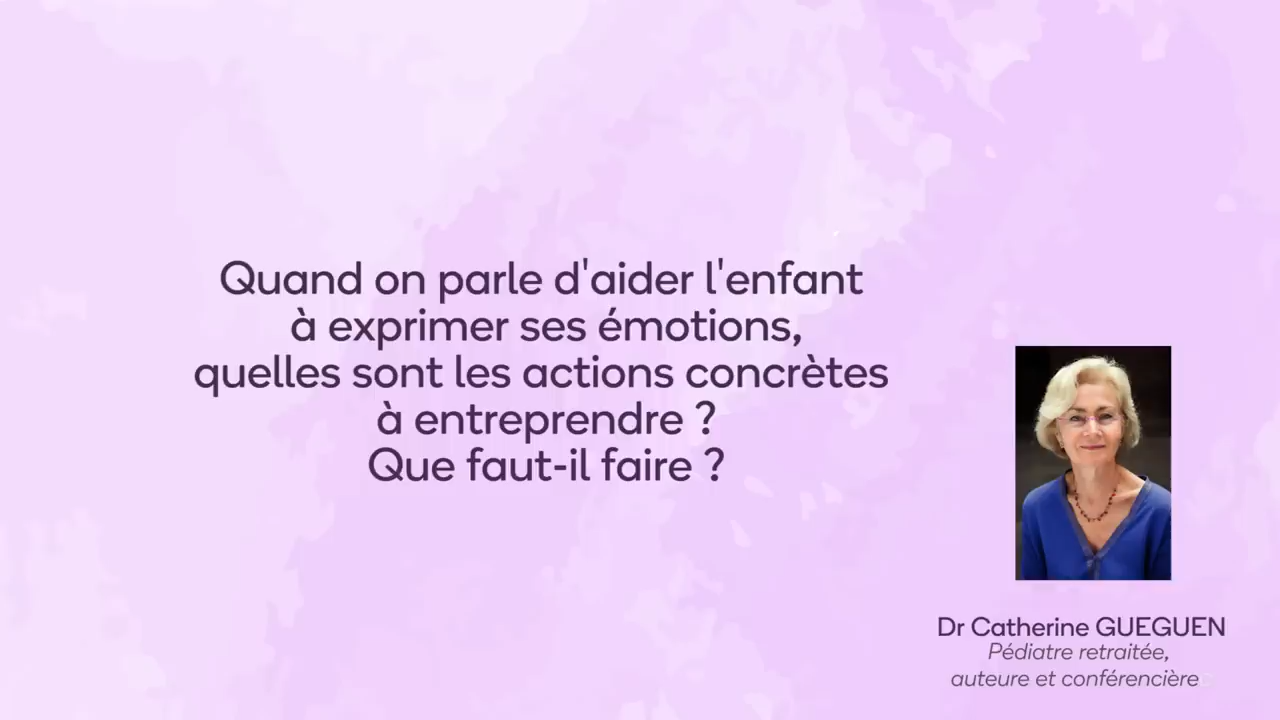 Quand on parle d'aider l'enfant
à exprimer ses émotions,
quelles sont les actions concrètes
à entreprendre ?
Que faut-il faire ?
Dr Catherine GUEGUEN
Pédiatre retraitée,
auteure et conférencière